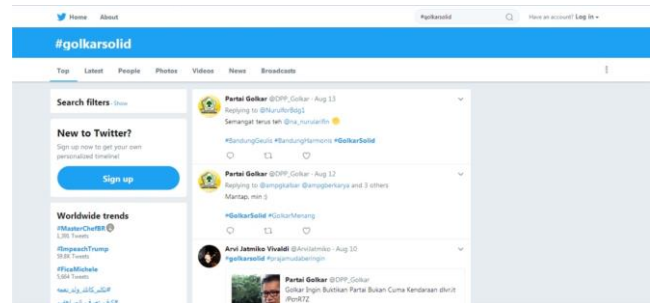 Home About
#golkarsolid
Have an account? Log in
#golkarsolid
Top Latest People Photos Videos News Broadcasts
Search filters · Show
New to Twitter?
Sign up now to get your own
personalized timeline!
Sign up
Worldwide trends
#MasterChefBR
#ImpeachTrump
#FicaMichele
Partai Golkar @DPP_Golkar · Aug 13
Replying to @NurulforBdg1
Semangat terus teh @na_nurularifin
#BandungGeulis #BandungHarmonis #GolkarSolid
Partai Golkar @DPP_Golkar · Aug 12
Replying to @ampgkalbar @ampgberkarya and 3 others
Mantap, min :)
#GolkarSolid #GolkarMenang
Arvi Jatmiko Vivaldi @ArviJatmiko · Aug 10
#golkarsolid #prajamudaberingin
Partai Golkar @DPP_Golkar
Golkar Ingin Buktikan Partai Bukan Cuma Kendaraan